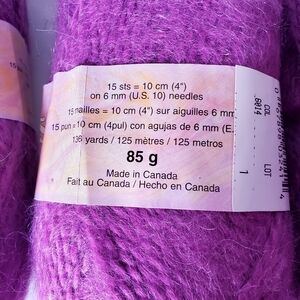 15 sts = 10 cm (4")
on 6 mm (U.S. 10) needles
15 mailles = 10 cm (4") sur aiguilles 6 mm
15 pun = 10 cm (4pul) con agujas de 6 mm (E.
136 yards / 125 mètres / 125 metros
85 g
Made in Canada
Fait au Canada / Hecho en Canada
COL
6014
LOT
1